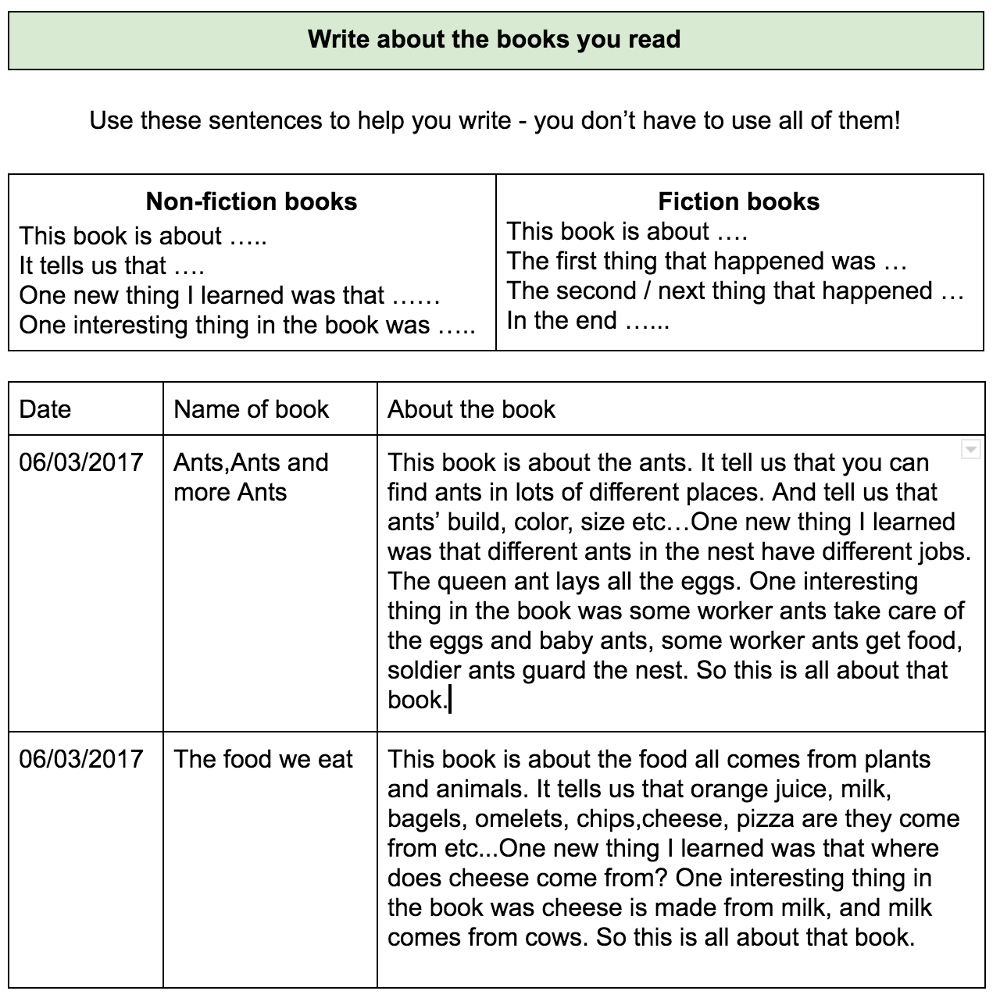 Write about the books you read
Use these sentences to help you write - you don’t have to use all of them!
Non-fiction books
This book is about …..
It tells us that ….
One new thing I learned was that ……
One interesting thing in the book was …..
Fiction books
This book is about ….
The first thing that happened was …
The second / next thing that happened …
In the end …...
Date
Name of book
About the book
06/03/2017
Ants,Ants and
more Ants
This book is about the ants. It tell us that you can
find ants in lots of different places. And tell us that
ants’ build, color, size etc…One new thing I learned
was that different ants in the nest have different jobs.
The queen ant lays all the eggs. One interesting
thing in the book was some worker ants take care of
the eggs and baby ants, some worker ants get food,
soldier ants guard the nest. So this is all about that
book.
06/03/2017
The food we eat
This book is about the food all comes from plants
and animals. It tells us that orange juice, milk,
bagels, omelets, chips,cheese, pizza are they come
from etc...One new thing I learned was that where
does cheese come from? One interesting thing in
the book was cheese is made from milk, and milk
comes from cows. So this is all about that book.